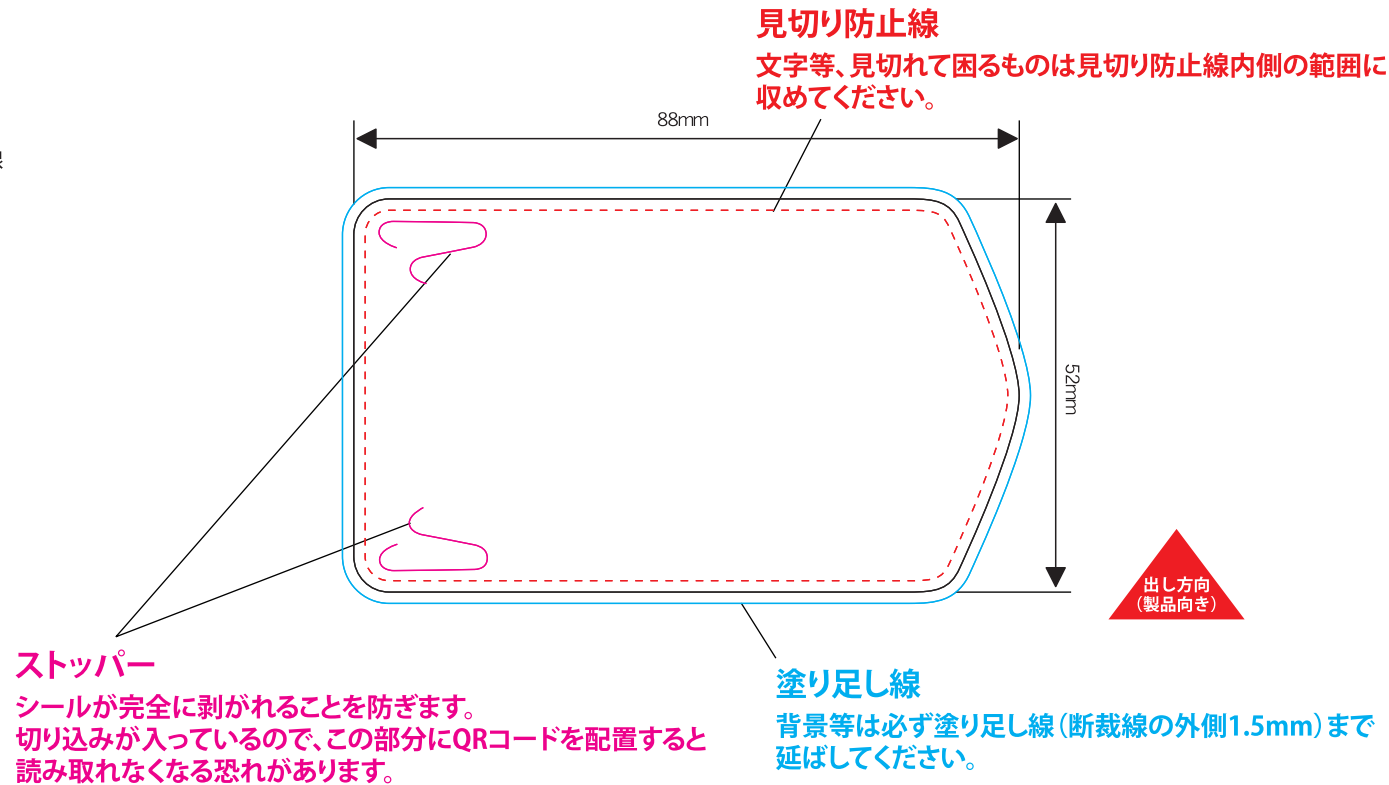 見切り防止線
文字等、見切れて困るものは見切り防止線内側の範囲に
収めてください。
88mm
52mm
出し方向
（製品向き）
ストッパー
シールが完全に剥がれることを防ぎます。
切り込みが入っているので、この部分にQRコードを配置すると
読み取れなくなる恐れがあります。
塗り足し線
背景等は必ず塗り足し線（断裁線の外側1.5mm）まで
延ばしてください。